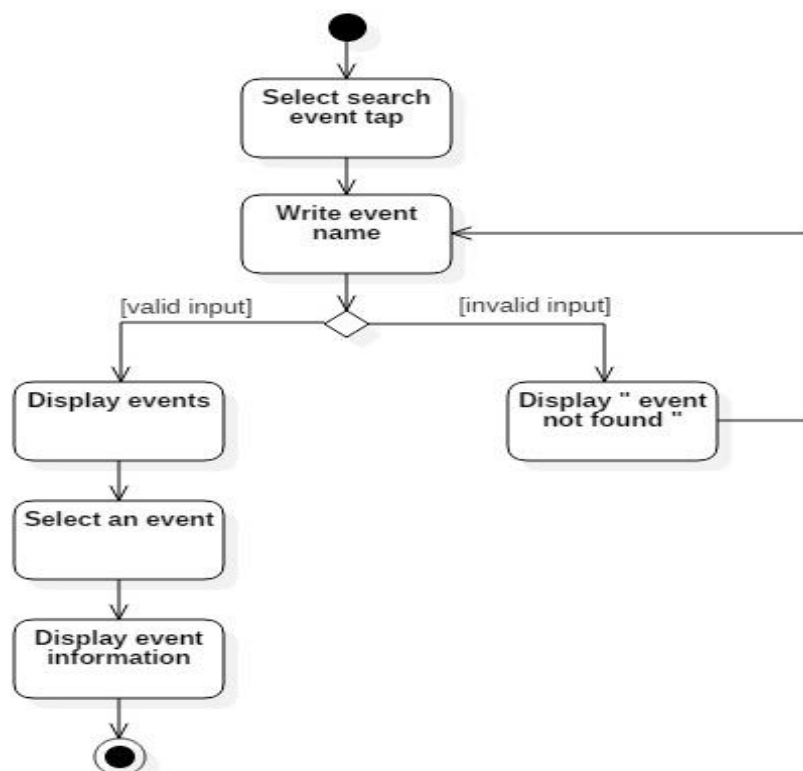 Select search
event tap
Write event
name
[valid input]
[invalid input]
Display events
Display " event
not found "
Select an event
Display event
information